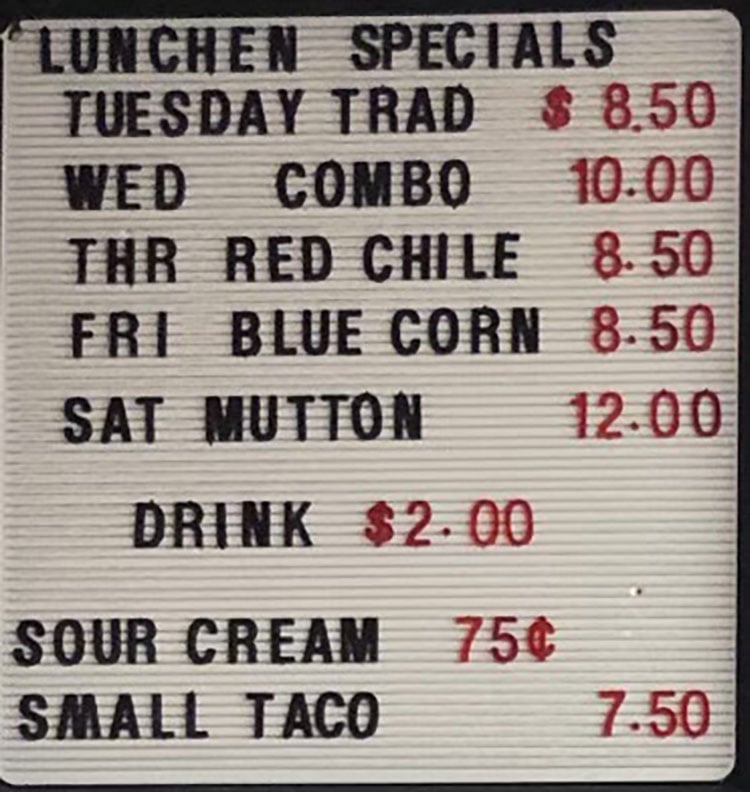 LUNCHEN SPECIALS
TUESDAY TRAD $ 8.50
WED COMBO 10.00
THR RED CHILE 8.50
FRI BLUE CORN 8.50
SAT MUTTON 12.00
DRINK $2.00
SOUR CREAM 75¢
SMALL TACO 7.50